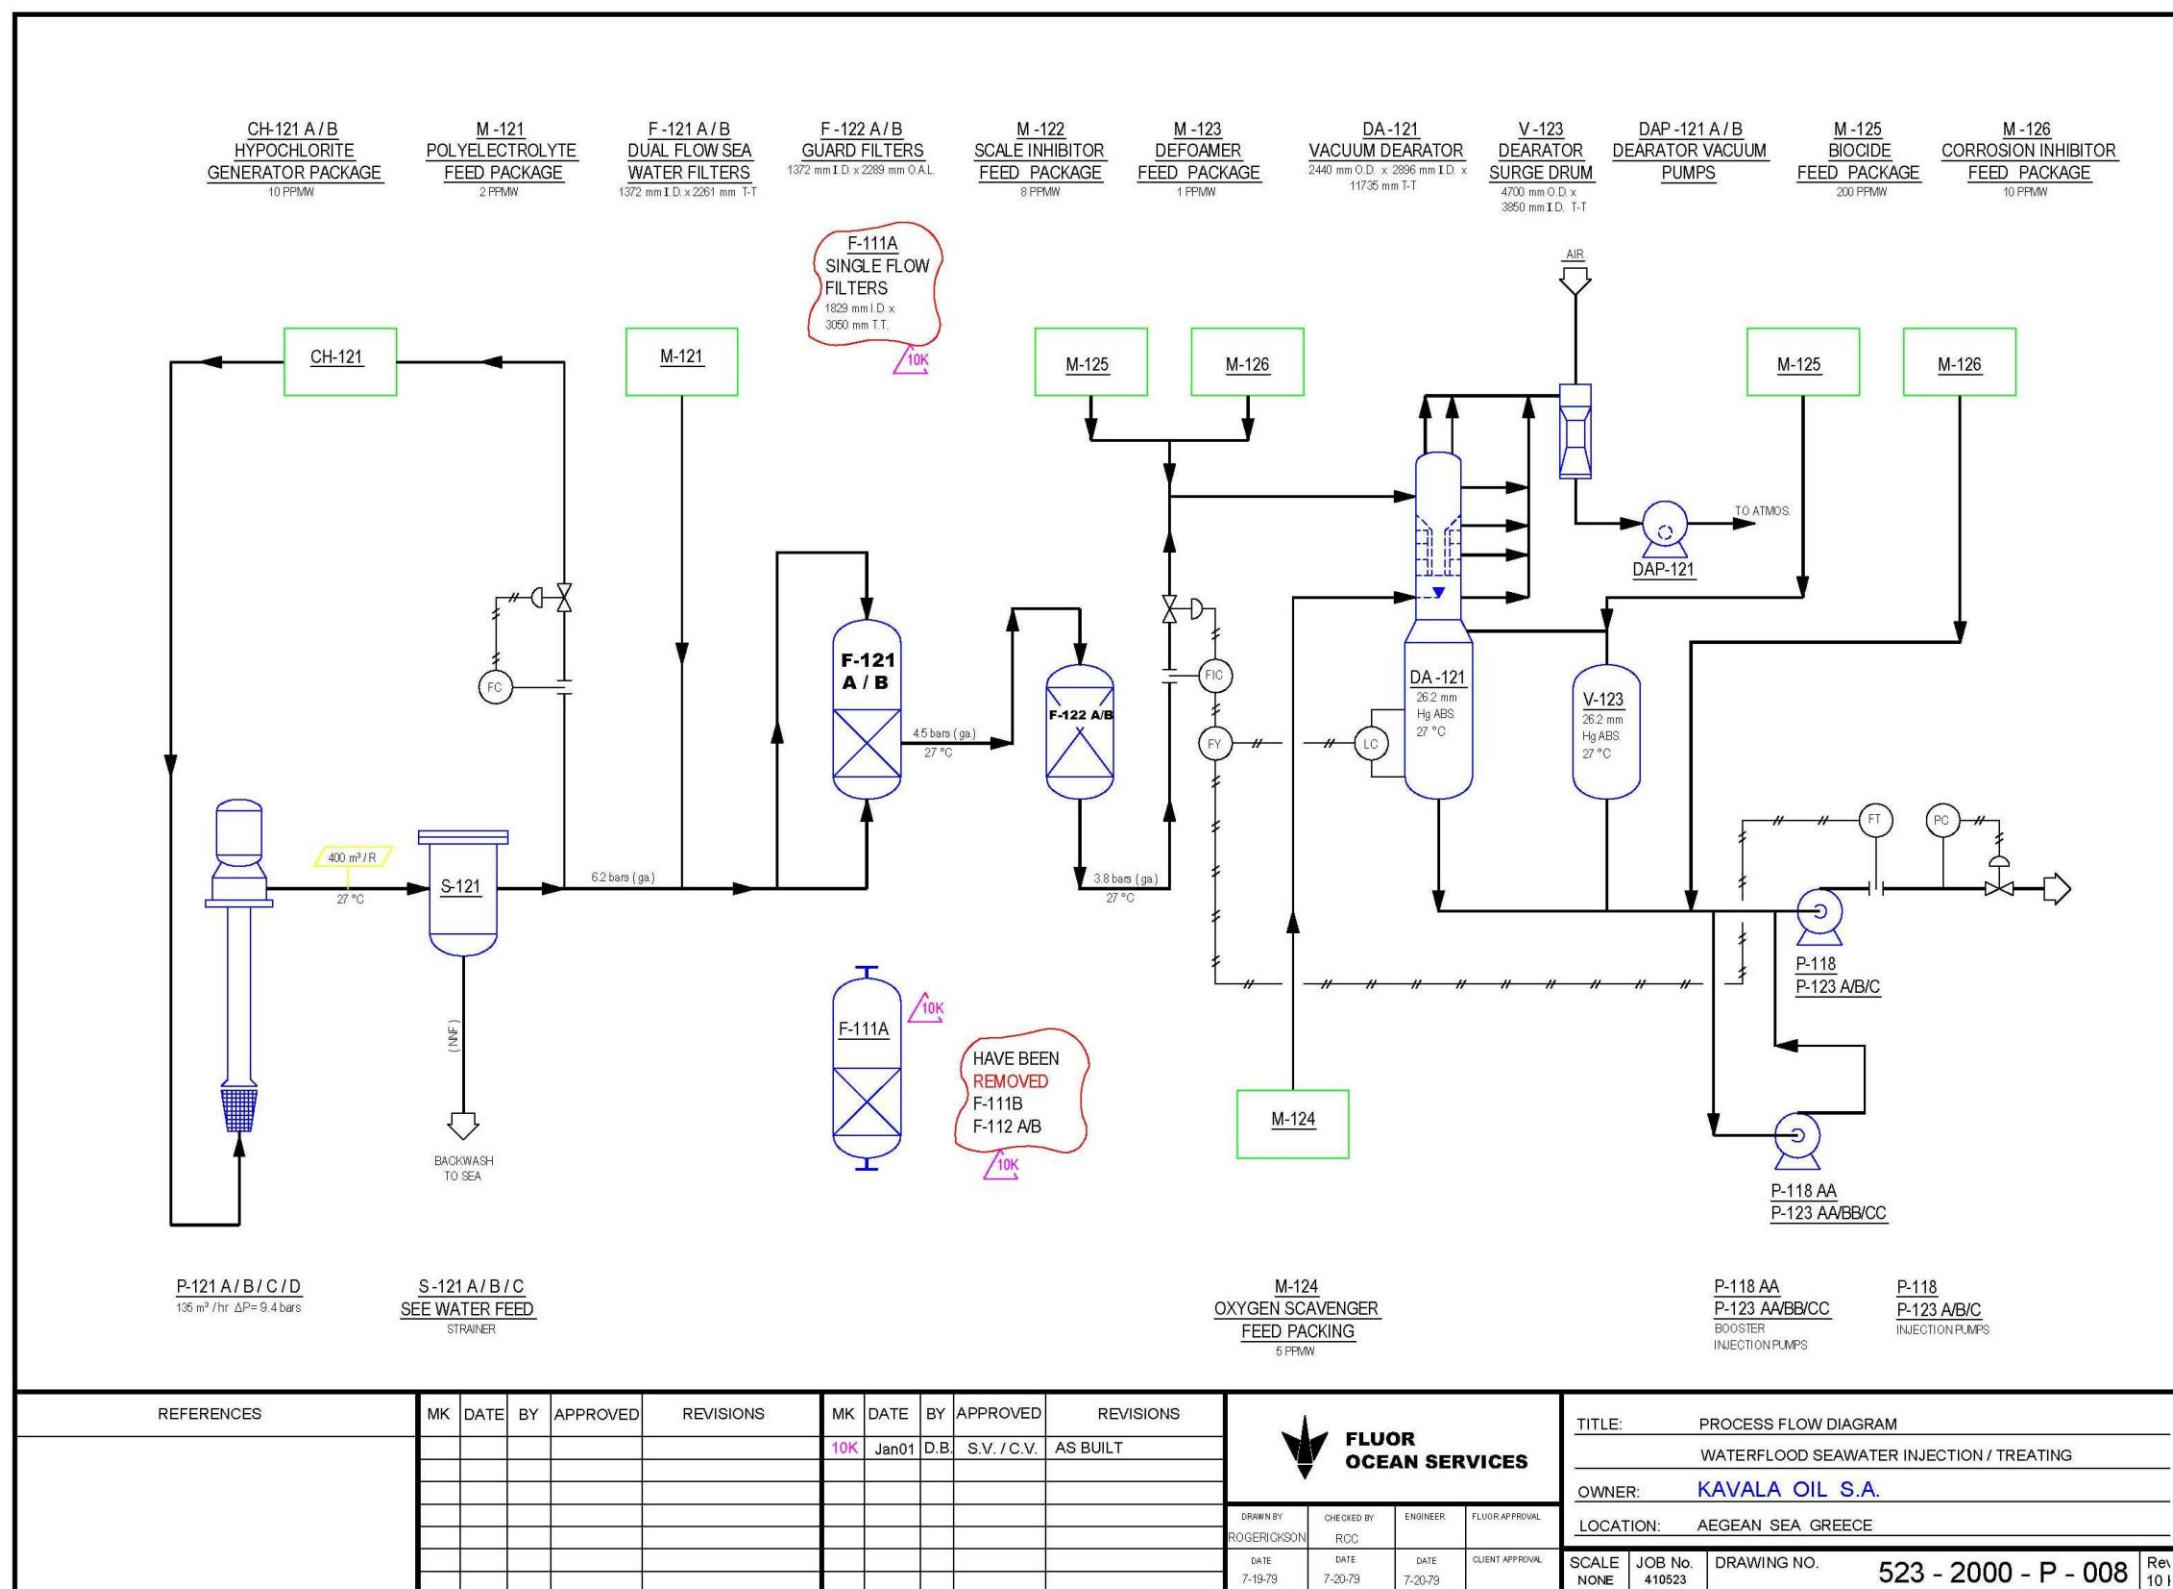 CH-121 A / B
HYPOCHLORITE
GENERATOR PACKAGE
10 PPMW
M -121
POLYELECTROLYTE
FEED PACKAGE
2 PPMW
F -121 A / B
DUAL FLOW SEA
WATER FILTERS
1372 mm I.D. x 2261 mm T-T
F -122 A / B
GUARD FILTERS
1372 mm I.D. x 2289 mm O.A.L.
M -122
SCALE INHIBITOR
FEED PACKAGE
8 PPMW
M -123
DEFOAMER
FEED PACKAGE
1 PPMW
DA -121
VACUUM DEARATOR
2440 mm O.D. x 2896 mm I.D. x
11735 mm T-T
V -123
DEARATOR
SURGE DRUM
4700 mm O.D. x
3850 mm I.D. T-T
DAP -121 A / B
DEARATOR VACUUM
PUMPS
M -125
BIOCIDE
FEED PACKAGE
200 PPMW
M -126
CORROSION INHIBITOR
FEED PACKAGE
10 PPMW
F-111A
SINGLE FLOW
FILTERS
1829 mm I.D. x
3050 mm T.T.
10K
AIR
CH-121
M-121
M-125
M-126
M-125
M-126
TO ATMOS.
DAP-121
FC
F-121
A / B
F-122 A/B
4.5 bars ( ga.)
27 °C
FIC
FY
LC
DA -121
26.2 mm
Hg ABS.
27 °C
V-123
26.2 mm
Hg ABS.
27 °C
FT
PC
400 m³ / R
27 °C
S-121
6.2 bars ( ga.)
3.8 bars ( ga.)
27 °C
P-118
P-123 A/B/C
( NNF )
BACKWASH
TO SEA
F-111A
10K
HAVE BEEN
REMOVED
F-111B
F-112 A/B
10K
M-124
P-118 AA
P-123 AA/BB/CC
P-121 A / B / C / D
135 m³ / hr ΔP= 9.4 bars
S -121 A / B / C
SEE WATER FEED
STRAINER
M-124
OXYGEN SCAVENGER
FEED PACKING
5 PPMW
P-118 AA
P-123 AA/BB/CC
BOOSTER
INJECTION PUMPS
P-118
P-123 A/B/C
INJECTION PUMPS
REFERENCES
MK DATE BY APPROVED REVISIONS
MK DATE BY APPROVED REVISIONS
10K Jan01 D.B. S.V. / C.V. AS BUILT
FLUOR
OCEAN SERVICES
DRAWN BY CHECKED BY ENGINEER FLUOR APPROVAL
ROGERICKSON RCC
DATE DATE DATE CLIENT APPROVAL
7-19-79 7-20-79 7-20-79
TITLE: PROCESS FLOW DIAGRAM
WATERFLOOD SEAWATER INJECTION / TREATING
OWNER: KAVALA OIL S.A.
LOCATION: AEGEAN SEA GREECE
SCALE JOB No. DRAWING NO. 523 - 2000 - P - 008
NONE 410523 10